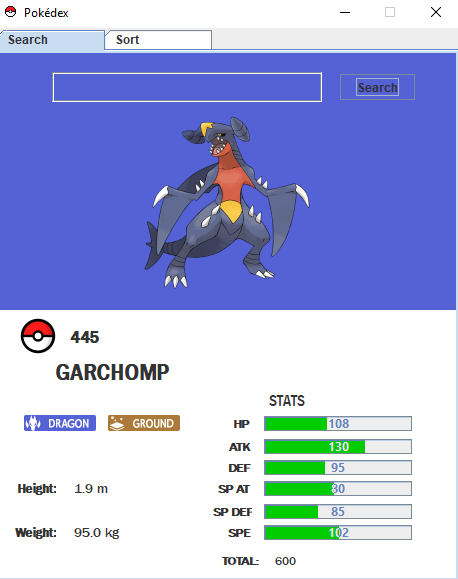 Pokédex
Search Sort
Search
445
GARCHOMP
DRAGON GROUND
STATS
HP 108
ATK 130
DEF 95
Height: 1.9 m
SP AT 80
SP DEF 85
Weight: 95.0 kg
SPE 102
TOTAL: 600